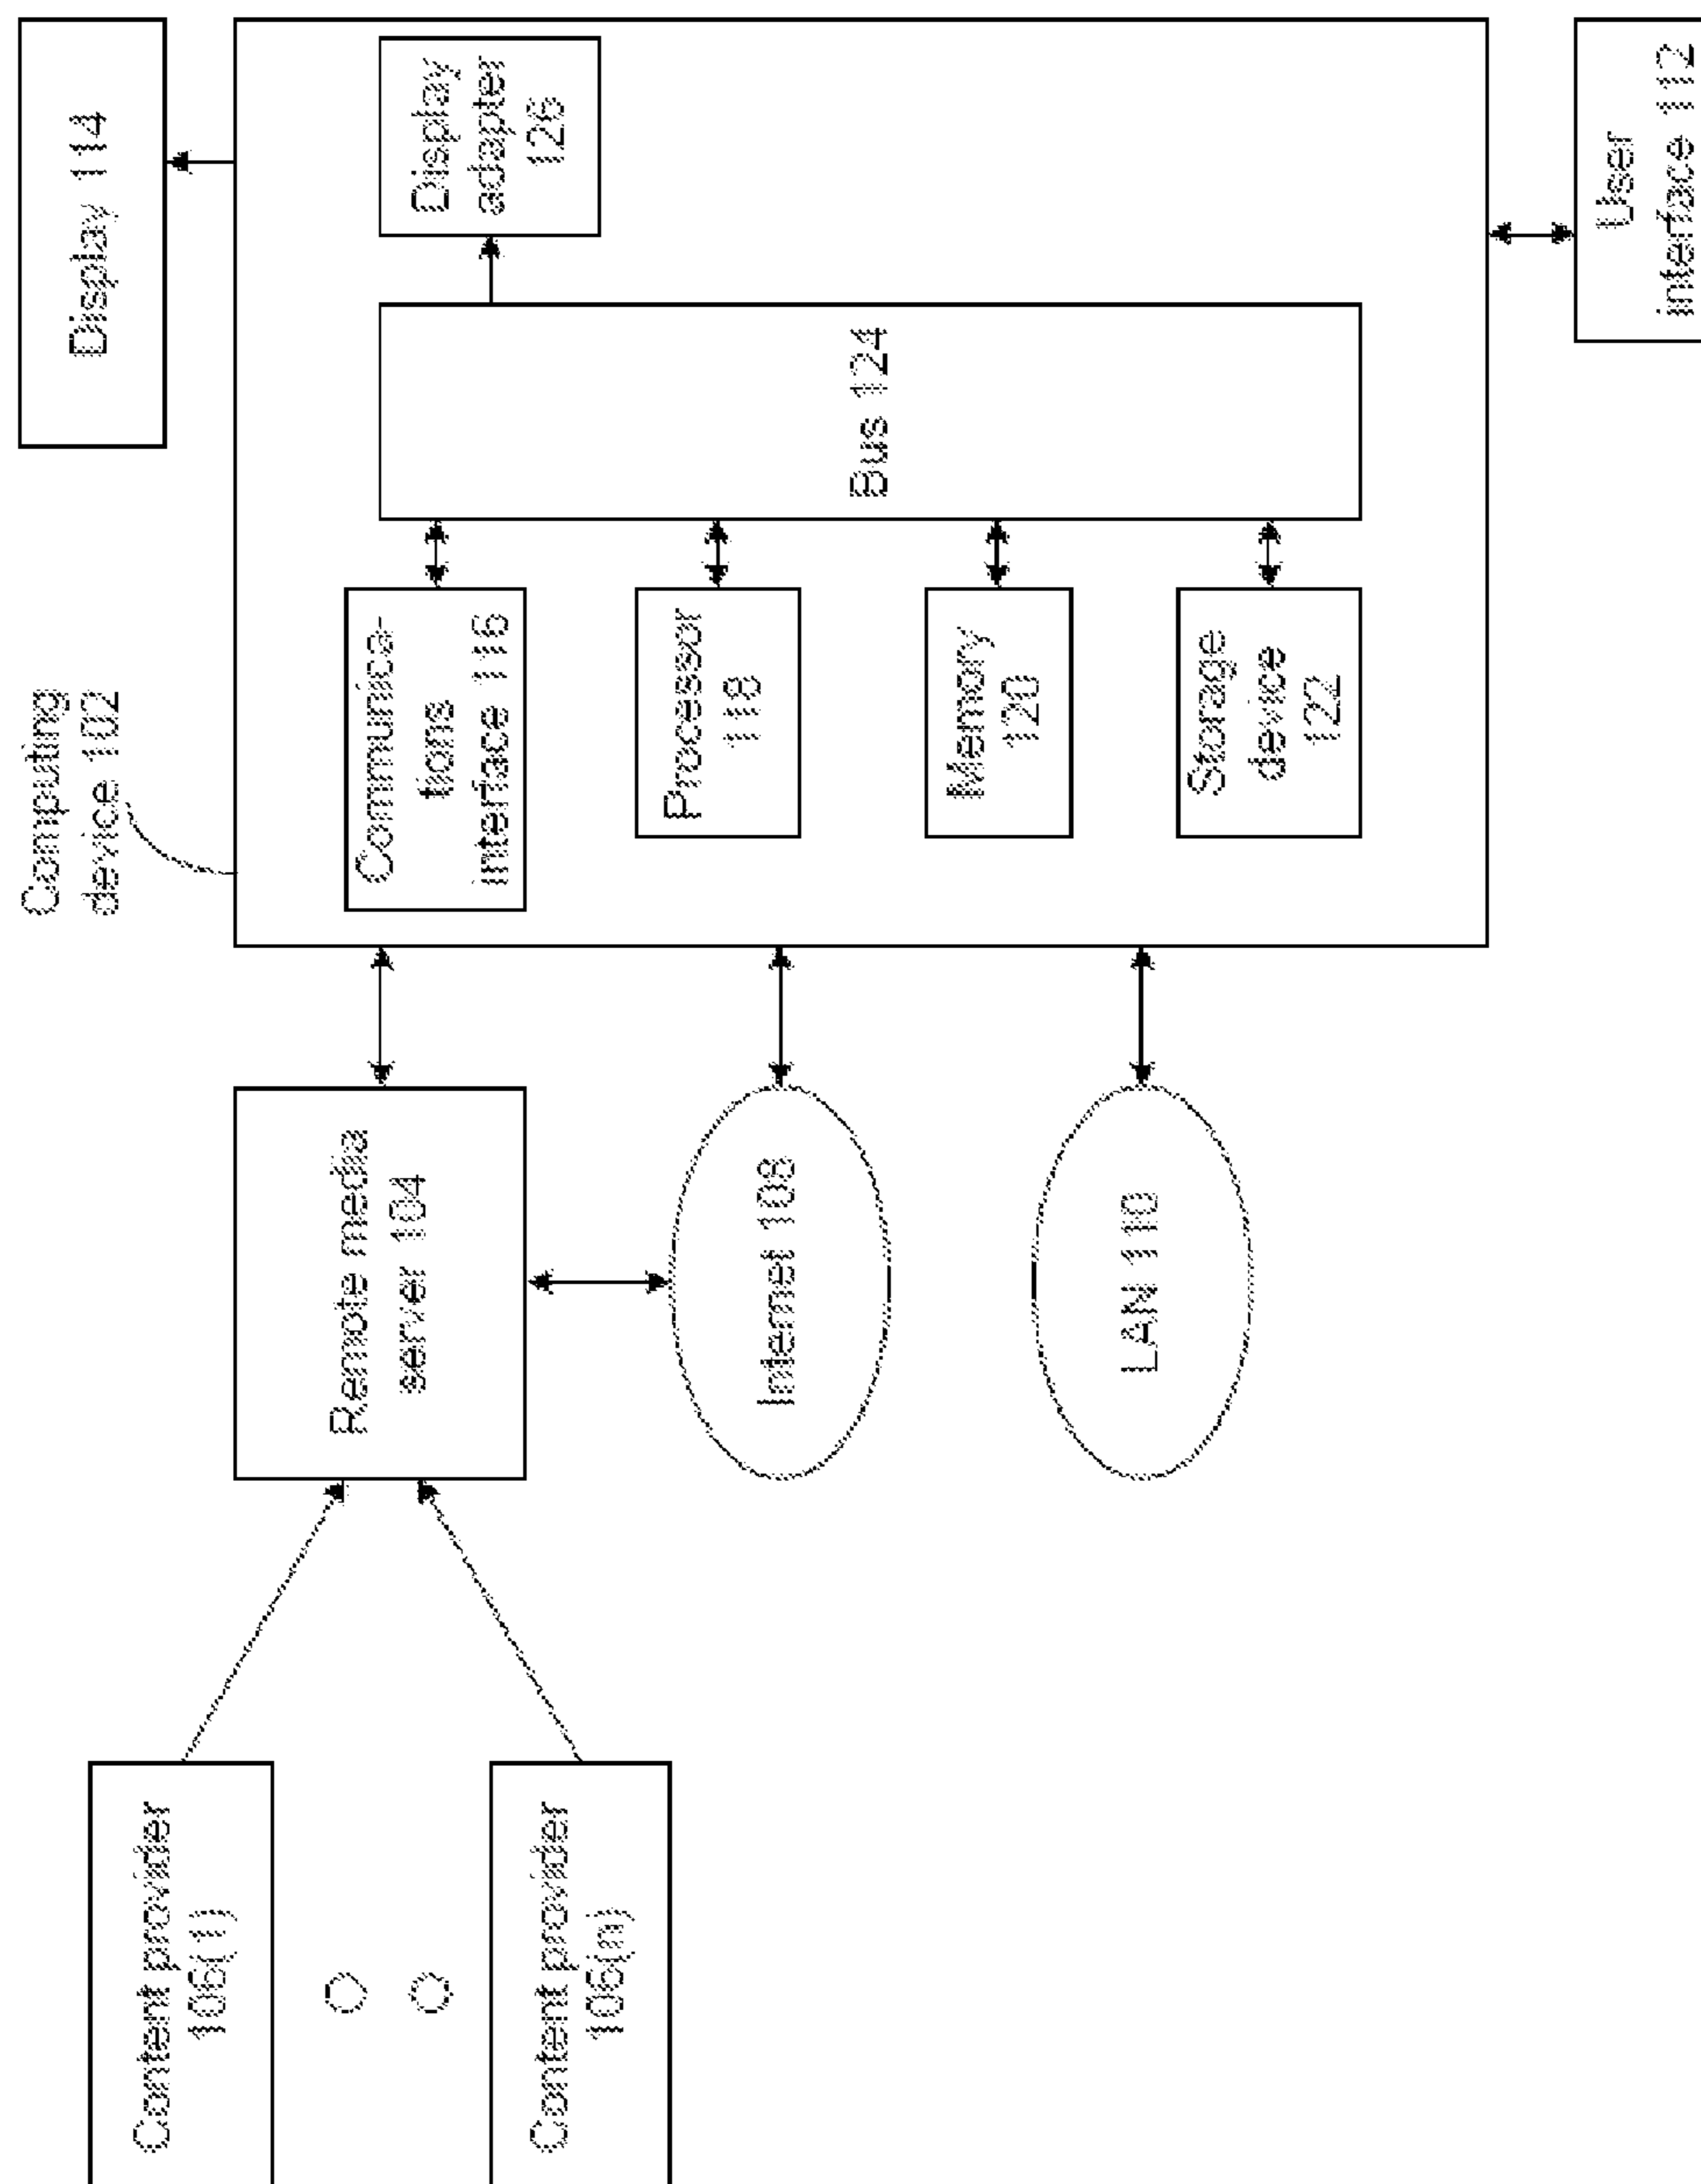 Content provider
106(1)
Content provider
106(n)
Remote media
server 104
Internet 108
LAN 110
Computing
device 102
Communica-
tions
interface 116
Processor
118
Memory
120
Storage
device
122
Bus 124
Display
adapter
126
Display 114
User
interface 112